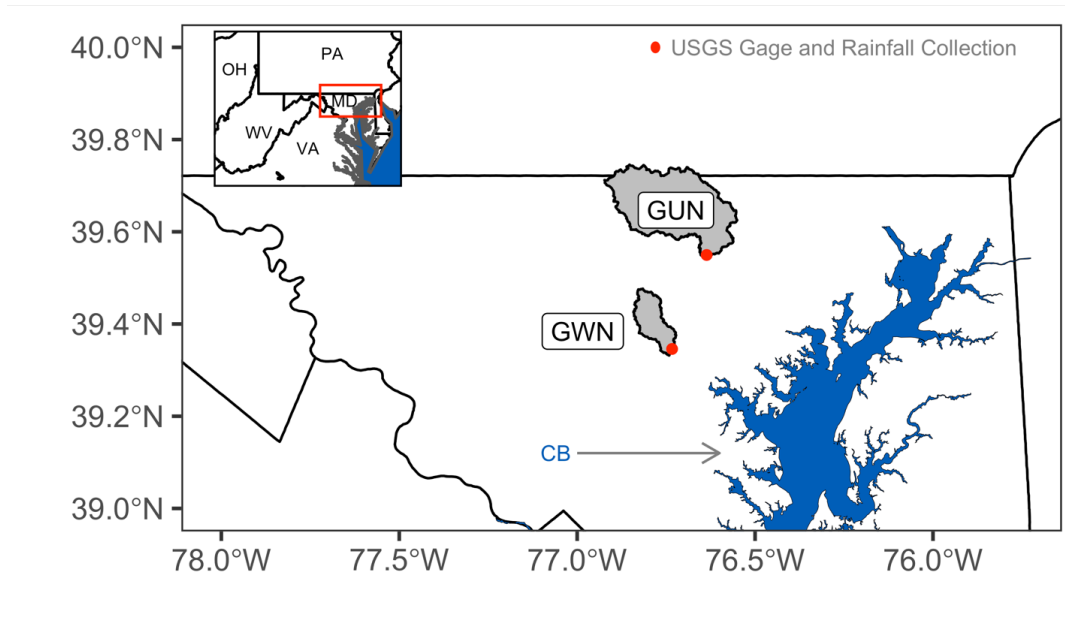 40.0°N
USGS Gage and Rainfall Collection
PA
OH
MD
39.8°N
WV
VA
GUN
39.6°N
39.4°N
GWN
39.2°N
CB
39.0°N
78.0°W 77.5°W 77.0°W 76.5°W 76.0°W